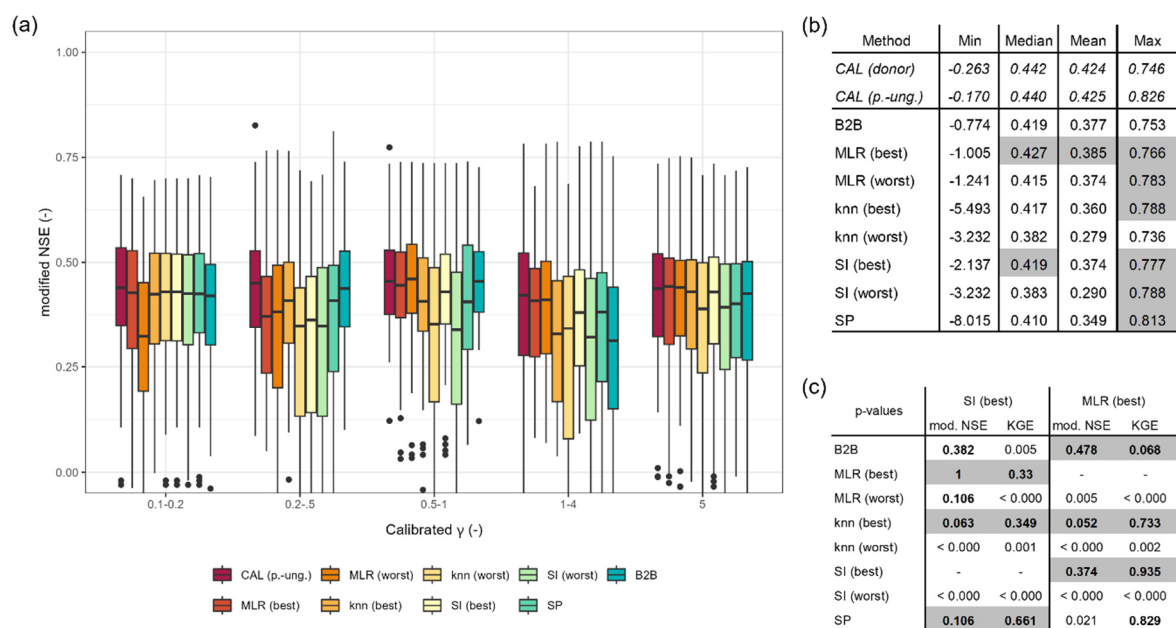 (a)
modified NSE (-)
1.00
0.75
0.50
0.25
0.00
0.1-0.2 0.2-.5 0.5-1 1-4 5
Calibrated γ (-)
CAL (p.-ung.) MLR (worst) knn (worst) SI (worst) B2B
MLR (best) knn (best) SI (best) SP
(b)
Method Min Median Mean Max
CAL (donor) -0.263 0.442 0.424 0.746
CAL (p.-ung.) -0.170 0.440 0.425 0.826
B2B -0.774 0.419 0.377 0.753
MLR (best) -1.005 0.427 0.385 0.766
MLR (worst) -1.241 0.415 0.374 0.783
knn (best) -5.493 0.417 0.360 0.788
knn (worst) -3.232 0.382 0.279 0.736
SI (best) -2.137 0.419 0.374 0.777
SI (worst) -3.232 0.383 0.290 0.788
SP -8.015 0.410 0.349 0.813
(c)
p-values SI (best) MLR (best)
mod. NSE KGE mod. NSE KGE
B2B 0.382 0.005 0.478 0.068
MLR (best) 1 0.33 - -
MLR (worst) 0.106 < 0.000 0.005 < 0.000
knn (best) 0.063 0.349 0.052 0.733
knn (worst) < 0.000 0.001 < 0.000 0.002
SI (best) - - 0.374 0.935
SI (worst) < 0.000 < 0.000 < 0.000 < 0.000
SP 0.106 0.661 0.021 0.829